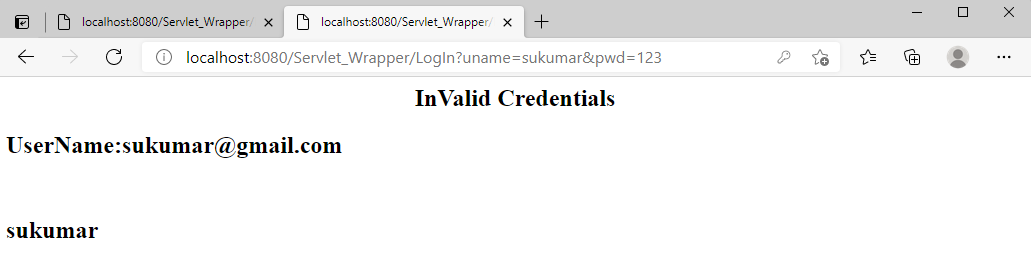 localhost:8080/Servlet_Wrapper/
localhost:8080/Servlet_Wrapper/
localhost:8080/Servlet_Wrapper/LogIn?uname=sukumar&pwd=123
InValid Credentials
UserName:sukumar@gmail.com
sukumar